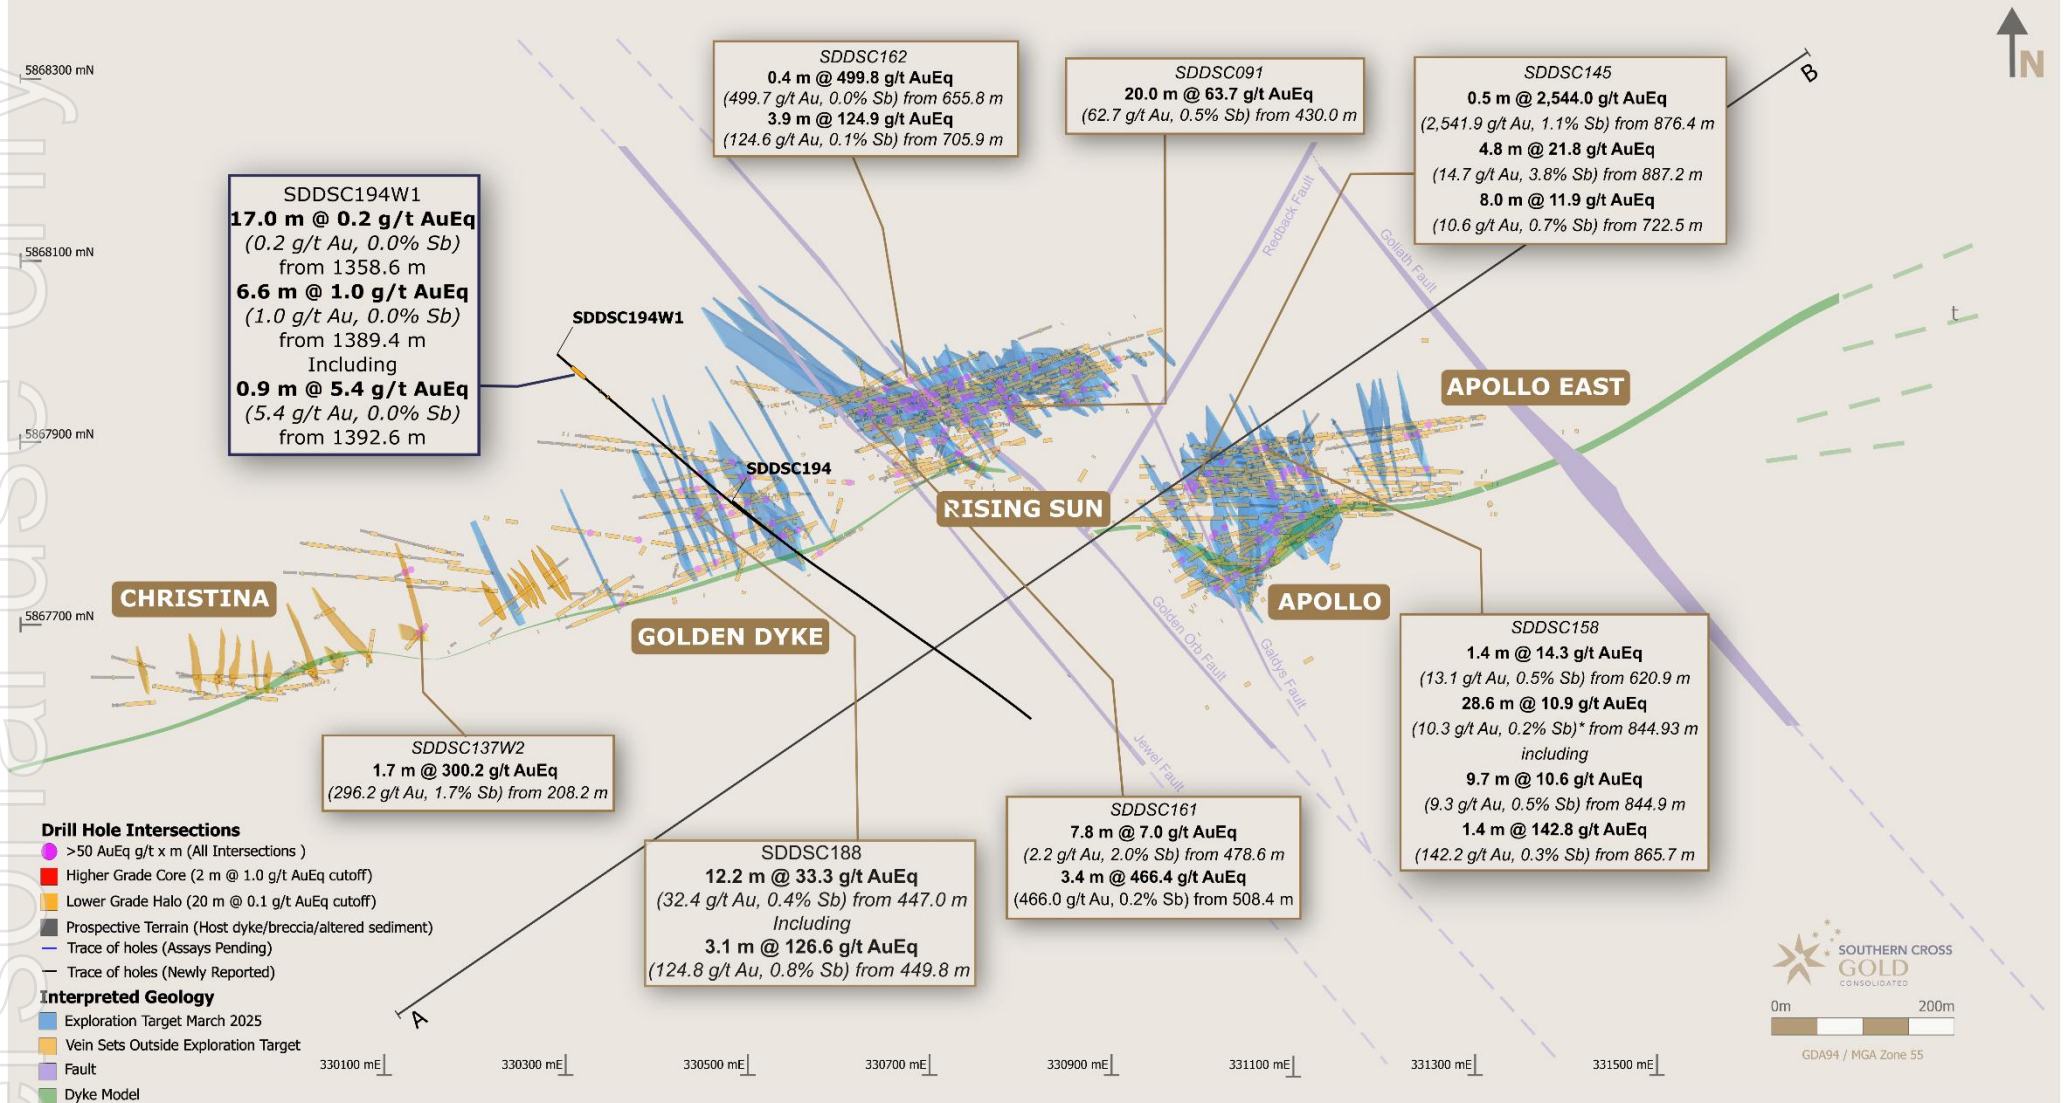 5868300 mN
5868100 mN
5867900 mN
5867700 mN
N
SDDSC162
0.4 m @ 499.8 g/t AuEq
(499.7 g/t Au, 0.0% Sb) from 655.8 m
3.9 m @ 124.9 g/t AuEq
(124.6 g/t Au, 0.1% Sb) from 705.9 m
SDDSC091
20.0 m @ 63.7 g/t AuEq
(62.7 g/t Au, 0.5% Sb) from 430.0 m
SDDSC145
0.5 m @ 2,544.0 g/t AuEq
(2,541.9 g/t Au, 1.1% Sb) from 876.4 m
4.8 m @ 21.8 g/t AuEq
(14.7 g/t Au, 3.8% Sb) from 887.2 m
8.0 m @ 11.9 g/t AuEq
(10.6 g/t Au, 0.7% Sb) from 722.5 m
B
SDDSC194W1
17.0 m @ 0.2 g/t AuEq
(0.2 g/t Au, 0.0% Sb)
from 1358.6 m
6.6 m @ 1.0 g/t AuEq
(1.0 g/t Au, 0.0% Sb)
from 1389.4 m
Including
0.9 m @ 5.4 g/t AuEq
(5.4 g/t Au, 0.0% Sb)
from 1392.6 m
SDDSC194W1
SDDSC194
Redback Fault
Goliath Fault
t
APOLLO EAST
RISING SUN
APOLLO
CHRISTINA
GOLDEN DYKE
Golden Orb Fault
Galdys Fault
Jewel Fault
SDDSC137W2
1.7 m @ 300.2 g/t AuEq
(296.2 g/t Au, 1.7% Sb) from 208.2 m
SDDSC188
12.2 m @ 33.3 g/t AuEq
(32.4 g/t Au, 0.4% Sb) from 447.0 m
Including
3.1 m @ 126.6 g/t AuEq
(124.8 g/t Au, 0.8% Sb) from 449.8 m
SDDSC161
7.8 m @ 7.0 g/t AuEq
(2.2 g/t Au, 2.0% Sb) from 478.6 m
3.4 m @ 466.4 g/t AuEq
(466.0 g/t Au, 0.2% Sb) from 508.4 m
SDDSC158
1.4 m @ 14.3 g/t AuEq
(13.1 g/t Au, 0.5% Sb) from 620.9 m
28.6 m @ 10.9 g/t AuEq
(10.3 g/t Au, 0.2% Sb)* from 844.93 m
including
9.7 m @ 10.6 g/t AuEq
(9.3 g/t Au, 0.5% Sb) from 844.9 m
1.4 m @ 142.8 g/t AuEq
(142.2 g/t Au, 0.3% Sb) from 865.7 m
A
Drill Hole Intersections
>50 AuEq g/t x m (All Intersections )
Higher Grade Core (2 m @ 1.0 g/t AuEq cutoff)
Lower Grade Halo (20 m @ 0.1 g/t AuEq cutoff)
Prospective Terrain (Host dyke/breccia/altered sediment)
Trace of holes (Assays Pending)
Trace of holes (Newly Reported)
Interpreted Geology
Exploration Target March 2025
Vein Sets Outside Exploration Target
Fault
Dyke Model
330100 mE
330300 mE
330500 mE
330700 mE
330900 mE
331100 mE
331300 mE
331500 mE
SOUTHERN CROSS
GOLD
CONSOLIDATED
0m 200m
GDA94 / MGA Zone 55